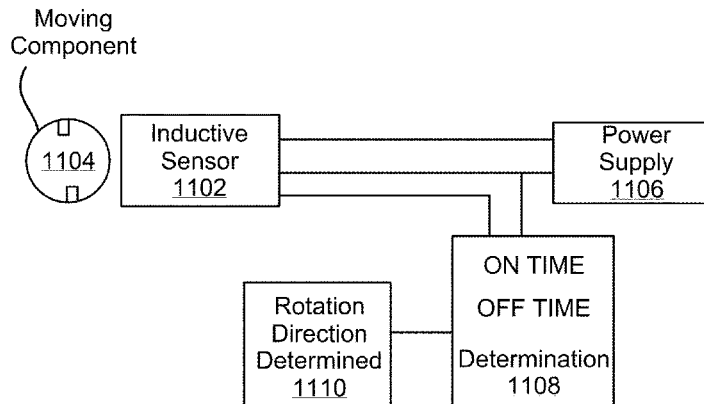 Moving
Component
1104
Inductive
Sensor
1102
Power
Supply
1106
ON TIME
OFF TIME
Determination
1108
Rotation
Direction
Determined
1110